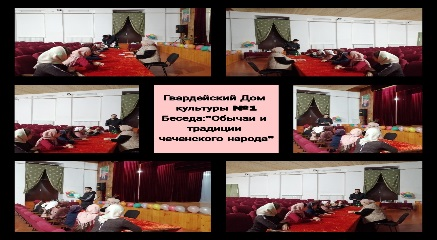 Гвардейский Дом
культуры №1
Беседа:"Обычаи и
традиции
чеченского народа"